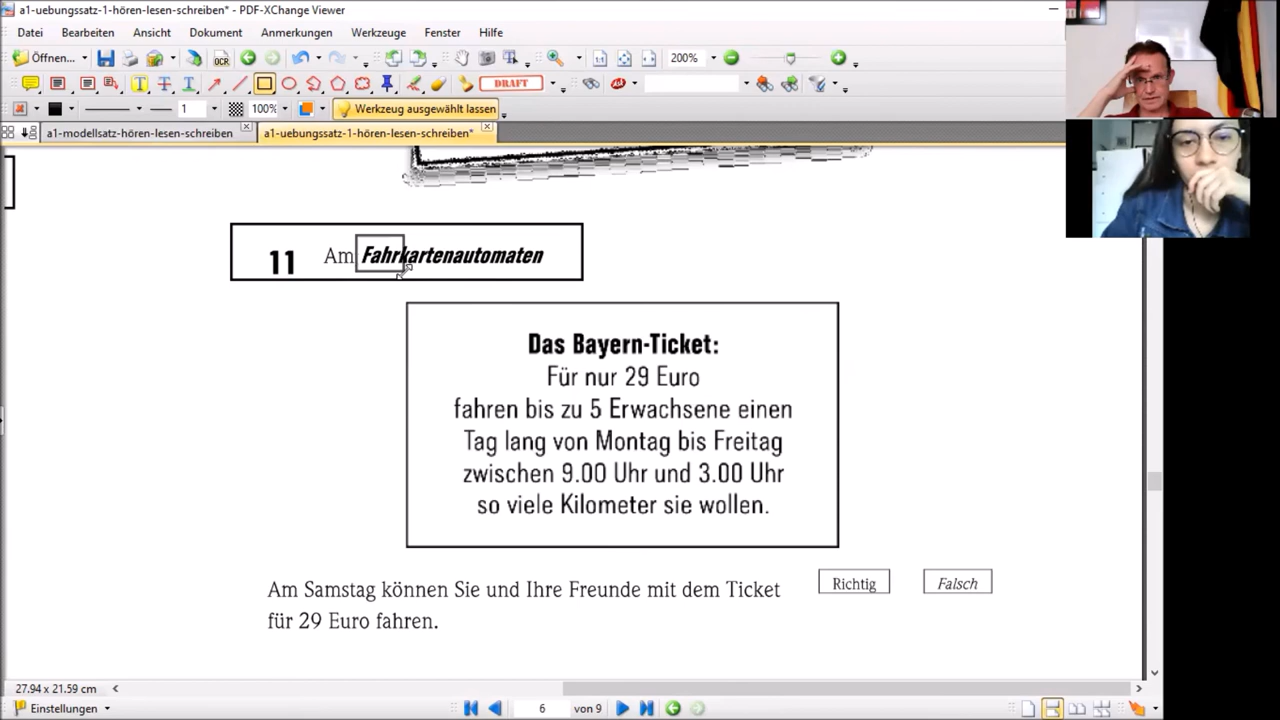 a1-uebungssatz-1-hören-lesen-schreiben* - PDF-XChange Viewer
Datei Bearbeiten Ansicht Dokument Anmerkungen Werkzeuge Fenster Hilfe
Öffnen... OCR 200%
DRAFT
1 100% Werkzeug ausgewählt lassen
a1-modellsatz-hören-lesen-schreiben a1-uebungssatz-1-hören-lesen-schreiben*
11 Am Fahrkartenautomaten
Das Bayern-Ticket:
Für nur 29 Euro
fahren bis zu 5 Erwachsene einen
Tag lang von Montag bis Freitag
zwischen 9.00 Uhr und 3.00 Uhr
so viele Kilometer sie wollen.
Am Samstag können Sie und Ihre Freunde mit dem Ticket
für 29 Euro fahren.
Richtig Falsch
27.94 x 21.59 cm
Einstellungen 6 von 9